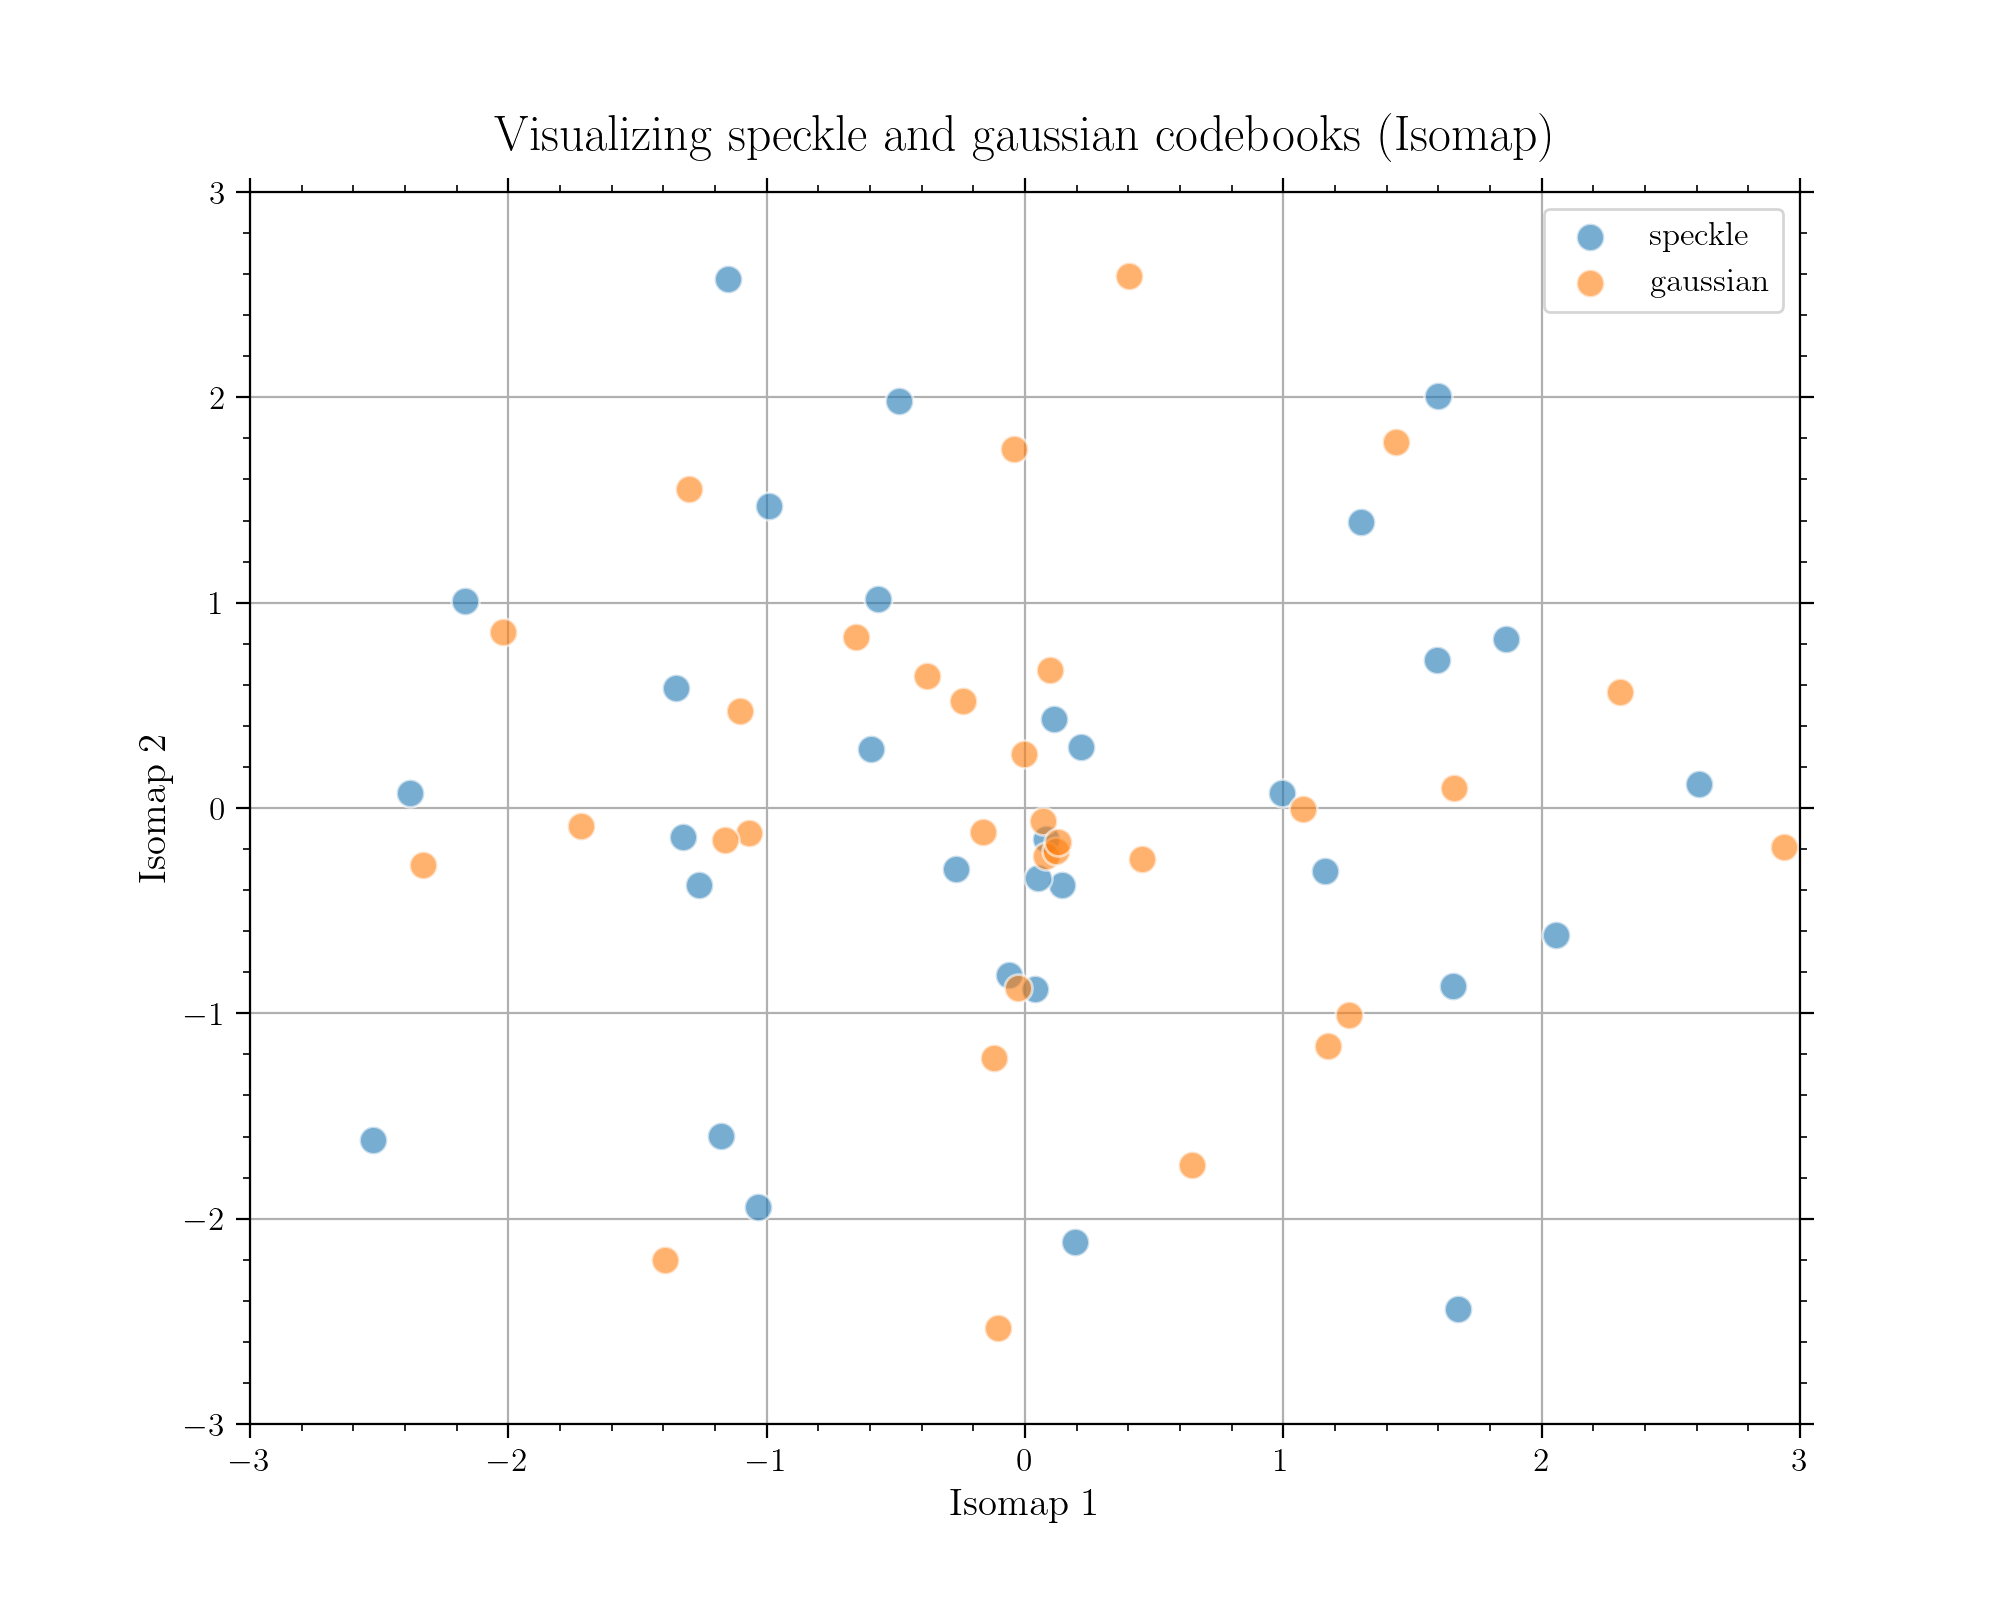 Visualizing speckle and gaussian codebooks (Isomap)
speckle
gaussian
3
2
1
0
−1
−2
−3
Isomap 2
−3 −2 −1 0 1 2 3
Isomap 1